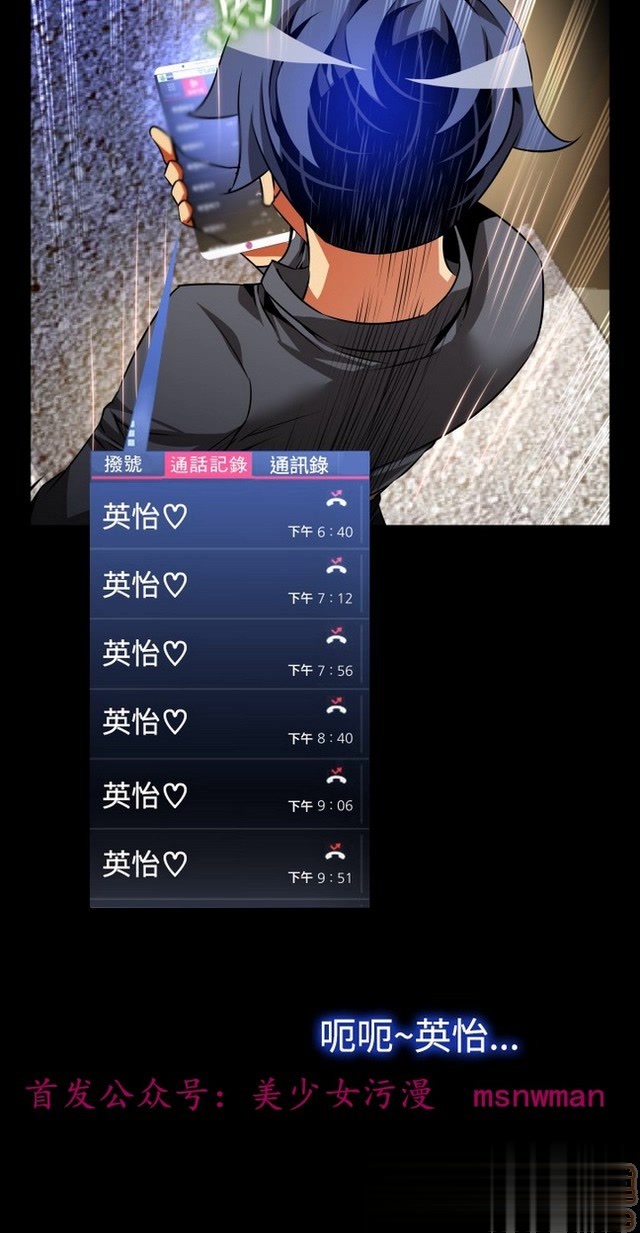 撥號 通話記錄 通訊錄
英怡♡
下午 6:40
英怡♡
下午 7:12
英怡♡
下午 7:56
英怡♡
下午 8:40
英怡♡
下午 9:06
英怡♡
下午 9:51
呃呃~英怡...
首发公众号：美少女污漫 msnwman